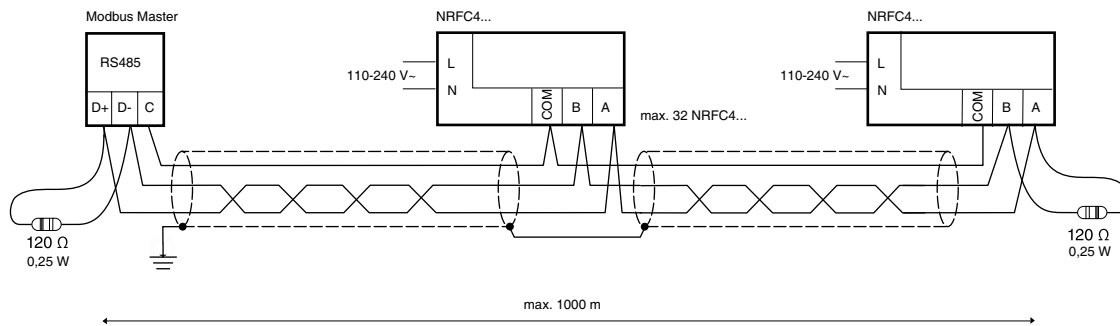 Modbus Master
RS485
D+ D- C
NRFC4...
110-240 V~
L
N
COM B A
max. 32 NRFC4...
NRFC4...
110-240 V~
L
N
COM B A
120 Ω
0,25 W
120 Ω
0,25 W
max. 1000 m